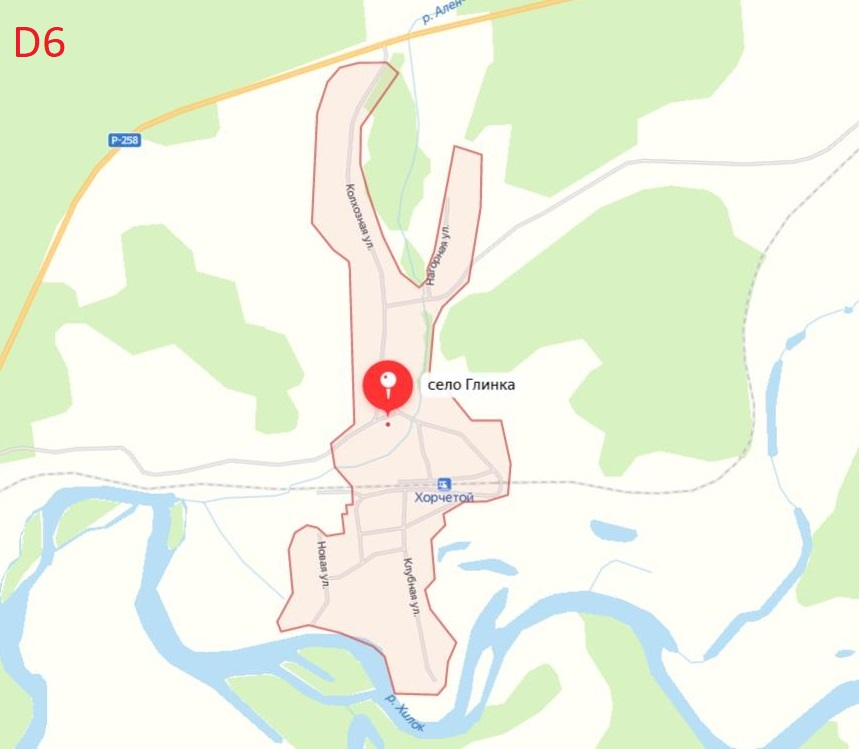 D6
р. Ален
Р-258
Колхозная ул.
Нагорная ул.
село Глинка
Хорчетой
Новая ул.
Клубная ул.
р. Хилок